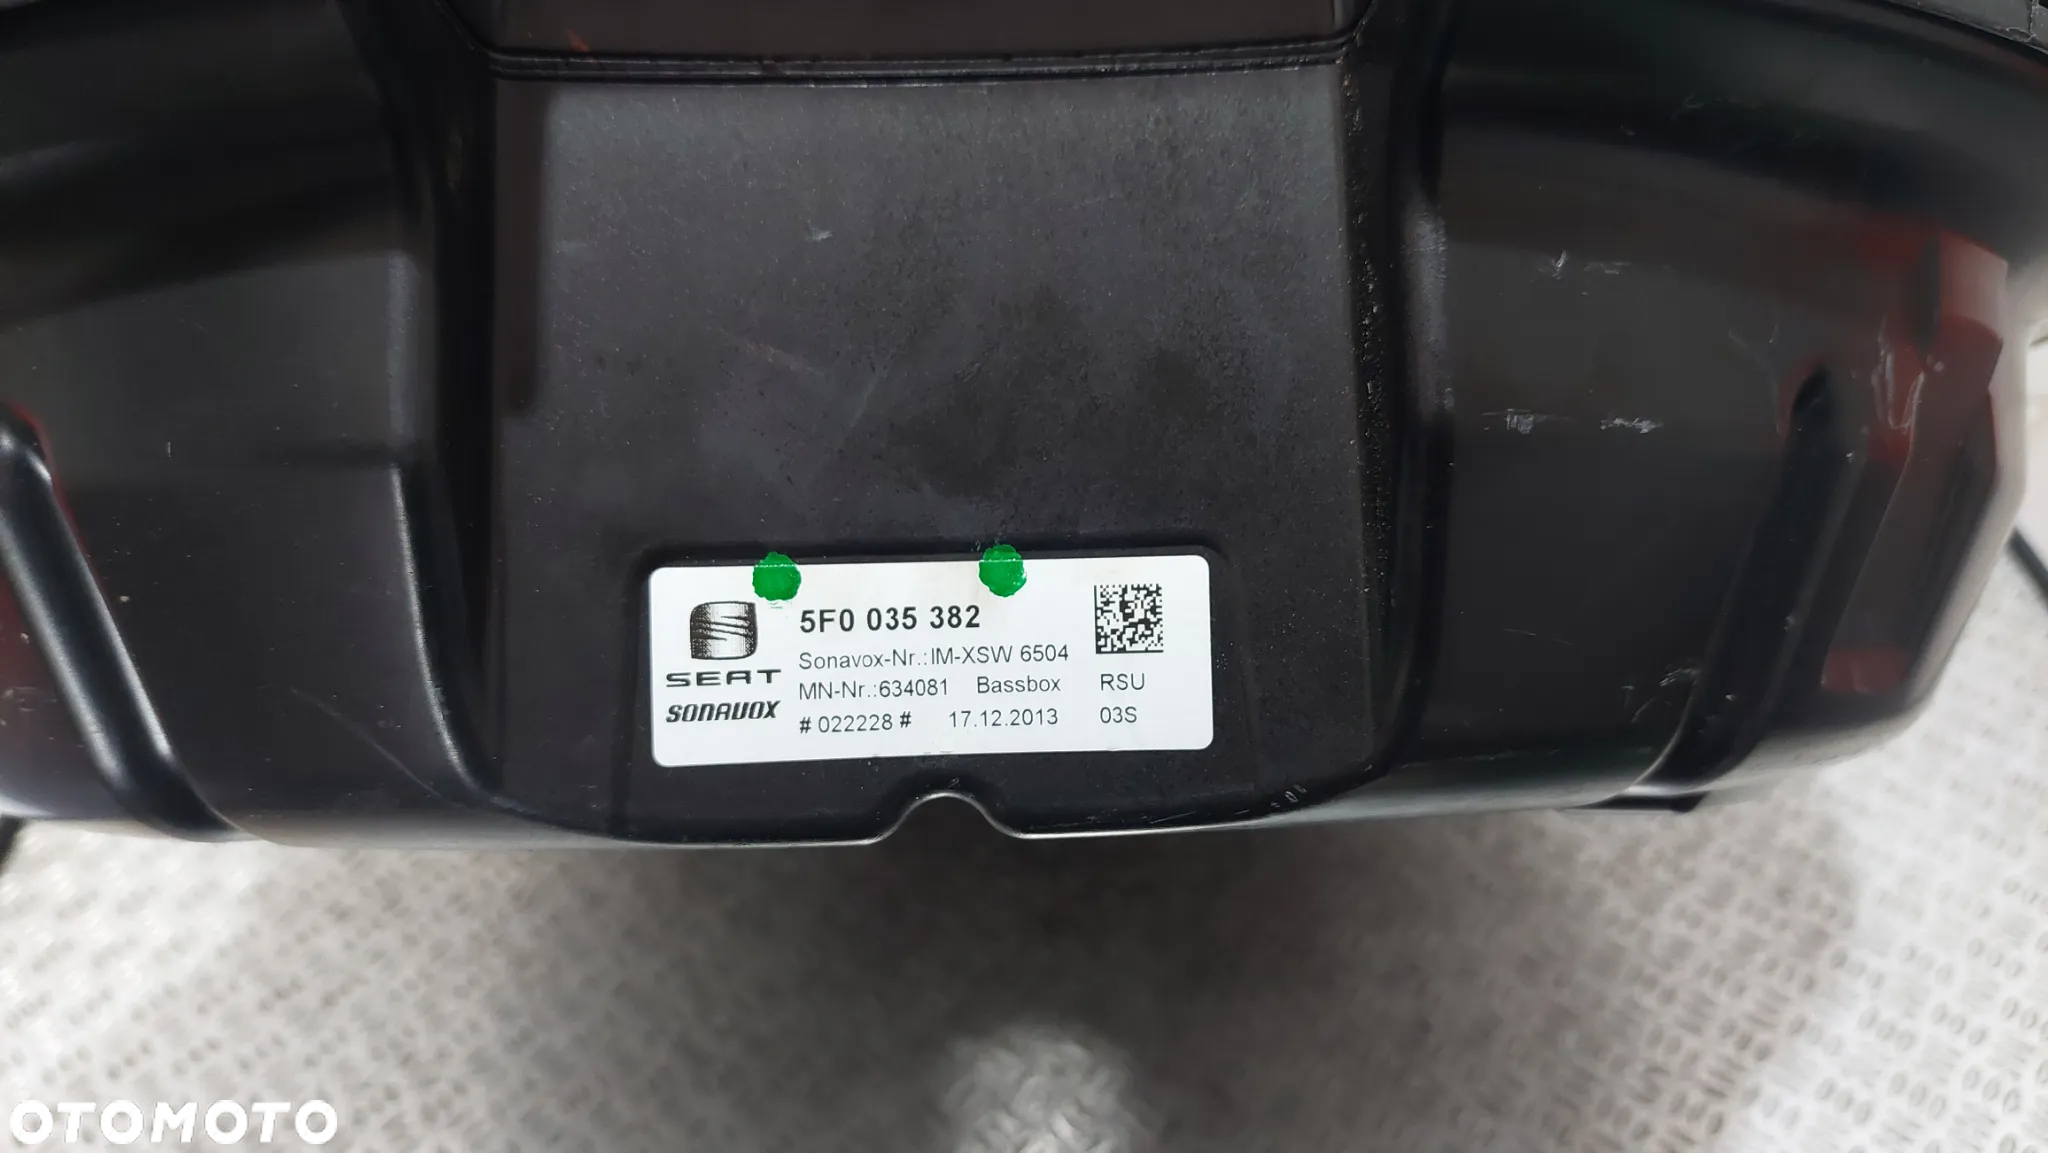 5F0 035 382
Sonavox-Nr.:IM-XSW 6504
SEAT
MN-Nr.:634081 Bassbox RSU
SONAVOX
# 022228 # 17.12.2013 03S
OTOMOTO